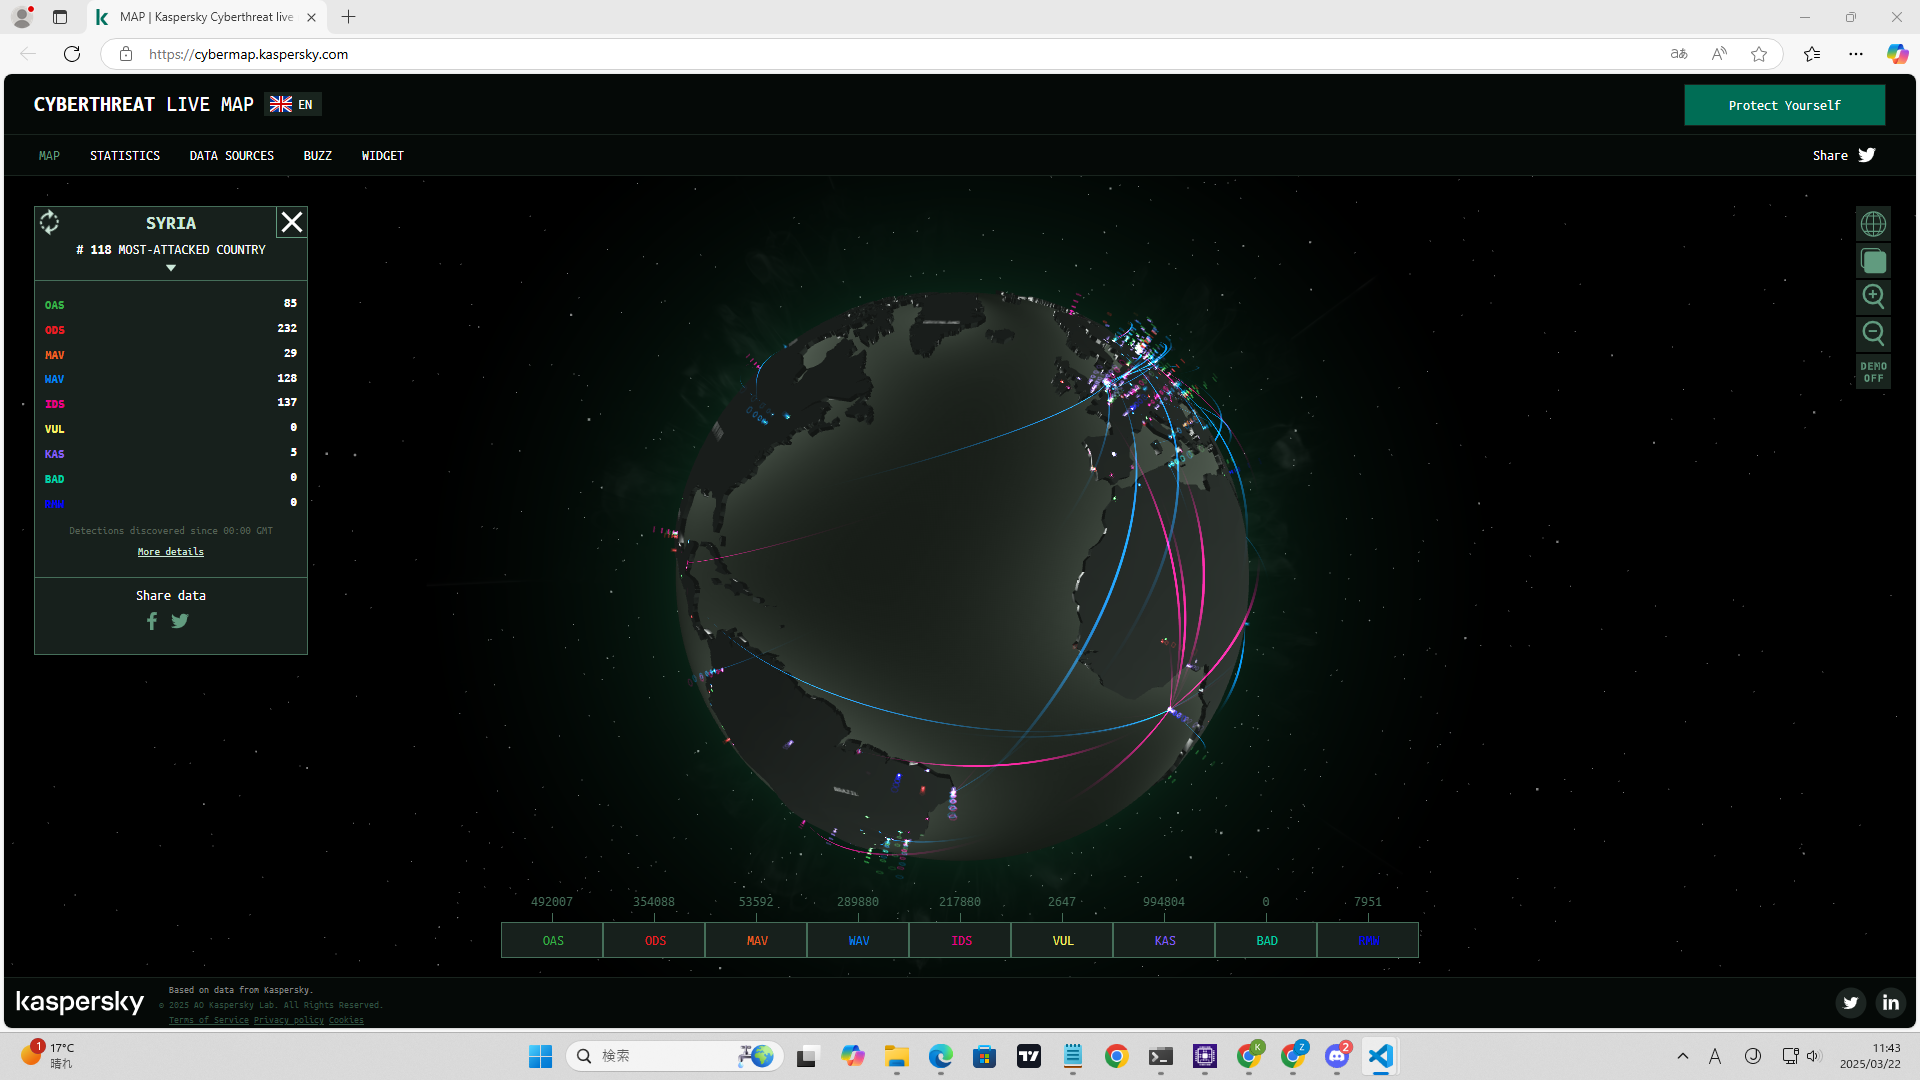 MAP | Kaspersky Cyberthreat live
https://cybermap.kaspersky.com
CYBERTHREAT LIVE MAP EN
Protect Yourself
MAP STATISTICS DATA SOURCES BUZZ WIDGET
Share
SYRIA
# 118 MOST-ATTACKED COUNTRY
OAS 85
ODS 232
MAV 29
WAV 128
IDS 137
VUL 0
KAS 5
BAD 0
RMW 0
Detections discovered since 00:00 GMT
More details
Share data
DEMO
OFF
BRAZIL
492007 354088 53592 289880 217880 2647 994804 0 7951
OAS ODS MAV WAV IDS VUL KAS BAD RMW
kaspersky
Based on data from Kaspersky.
© 2025 AO Kaspersky Lab. All Rights Reserved.
Terms of Service Privacy policy Cookies
1
17°C
晴れ
検索
K
Z
2
A
11:43
2025/03/22